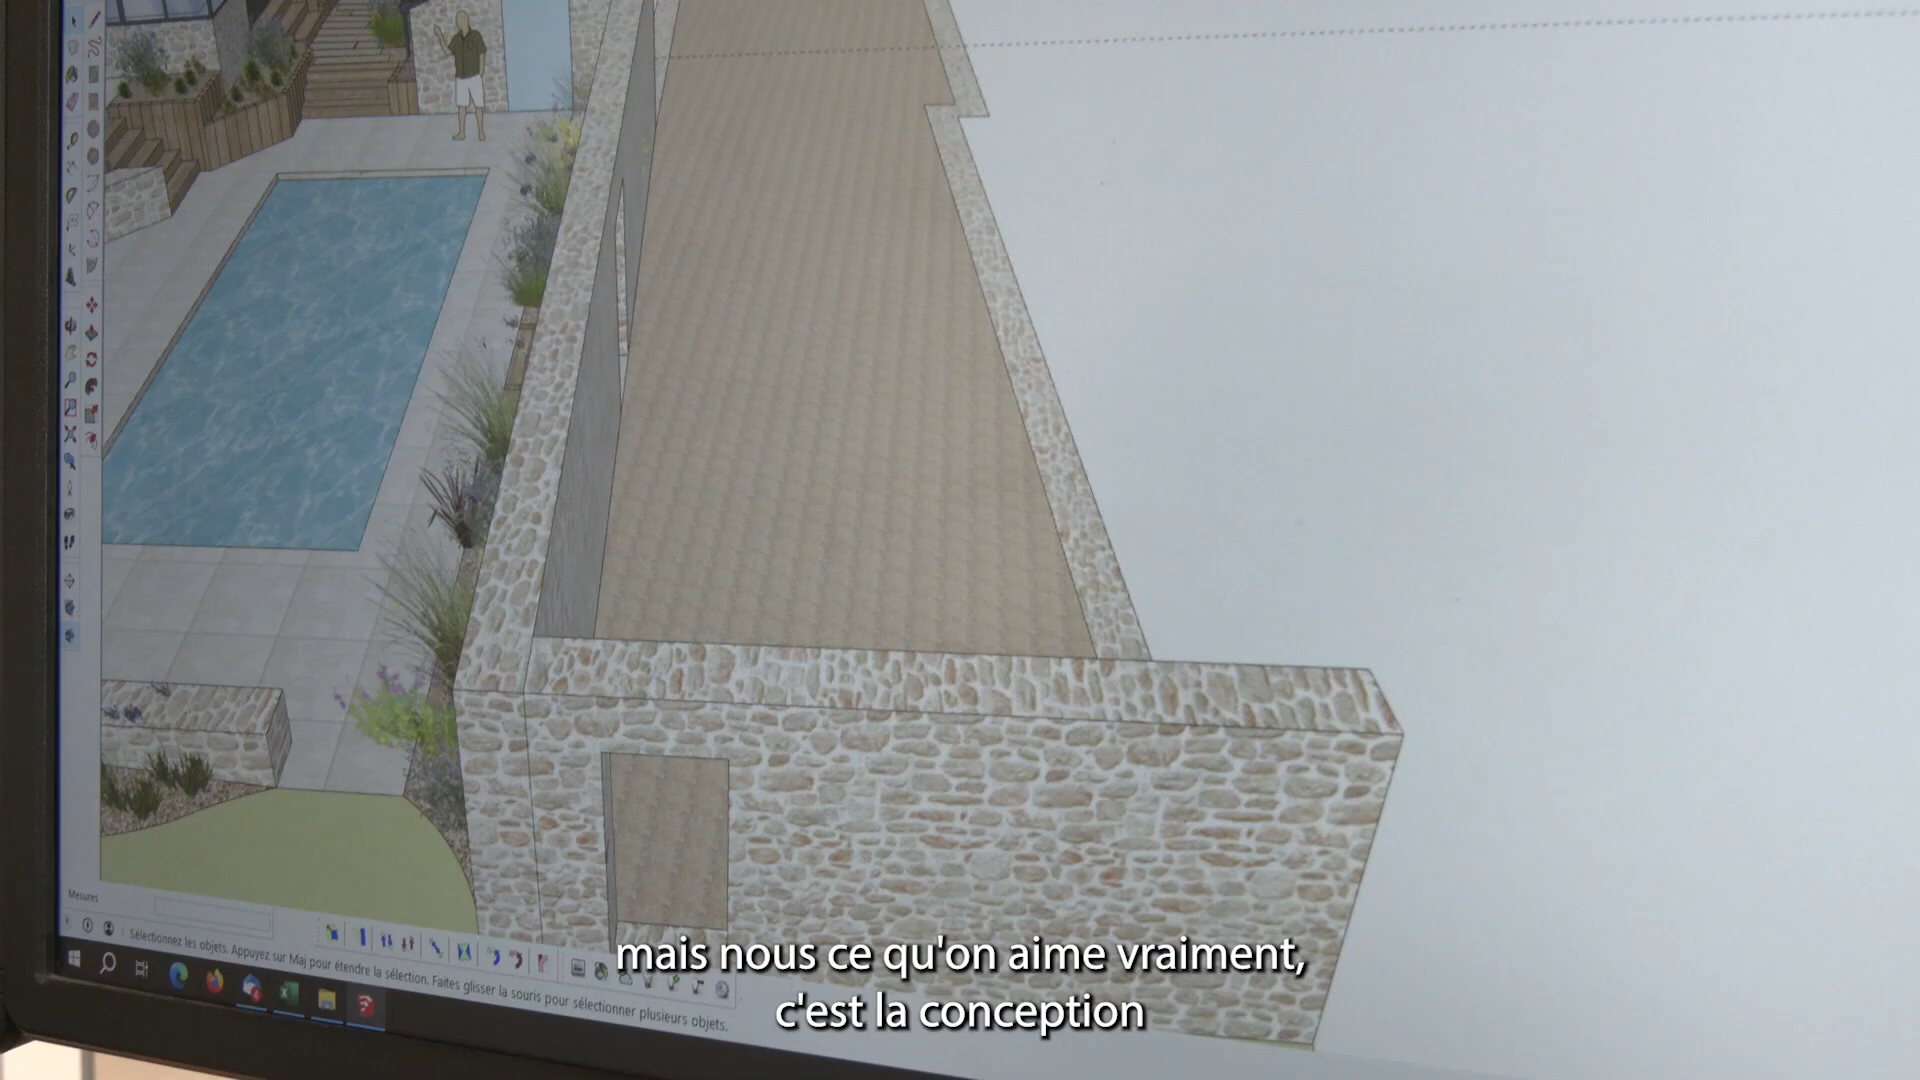 Mesures
Sélectionnez les objets. Appuyez sur Maj pour étendre la sélection. Faites glisser la souris pour sélectionner plusieurs objets.
mais nous ce qu'on aime vraiment,
c'est la conception